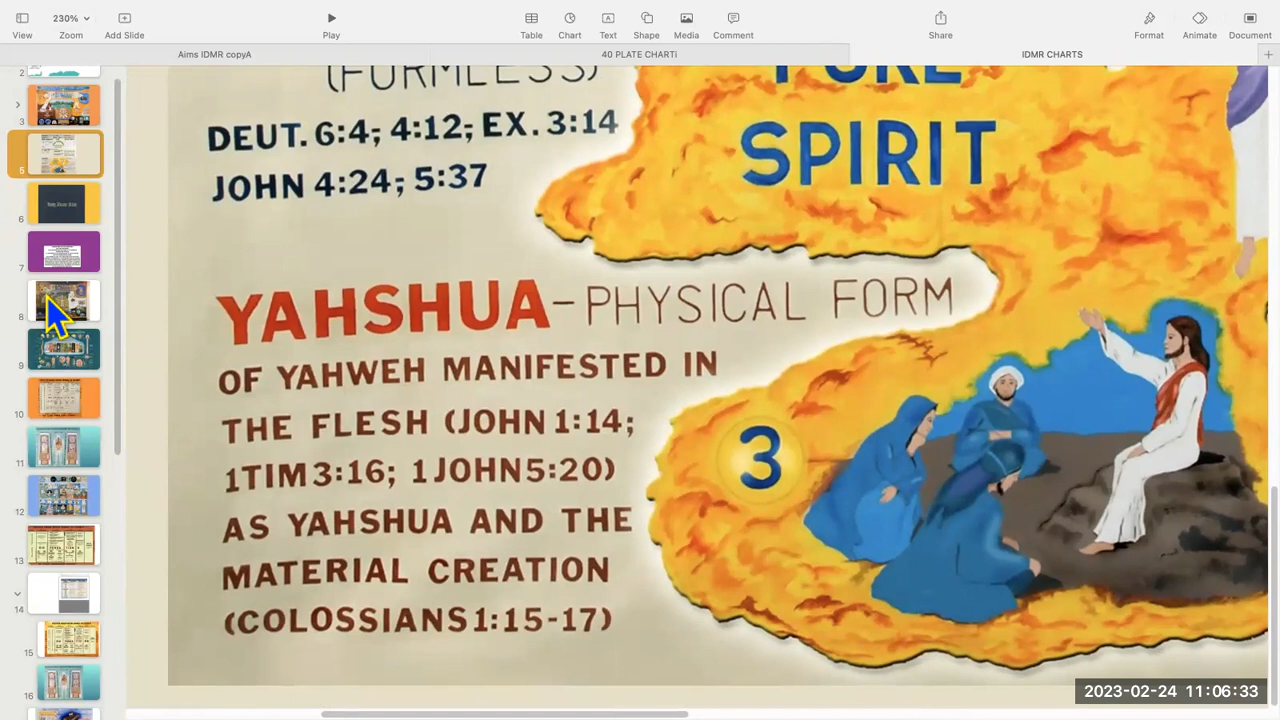 230%
View
Zoom
Add Slide
Play
Table
Chart
Text
Shape
Media
Comment
Share
Format
Animate
Document
Aims IDMR copyA
40 PLATE CHARTi
IDMR CHARTS
2
3
5
6
7
8
9
10
11
12
13
14
15
16
(FORMLESS)
DEUT. 6:4; 4:12; EX. 3:14
JOHN 4:24; 5:37
PURE
SPIRIT
YAHSHUA-PHYSICAL FORM
OF YAHWEH MANIFESTED IN
THE FLESH (JOHN 1:14;
1TIM 3:16; 1 JOHN 5:20)
AS YAHSHUA AND THE
MATERIAL CREATION
(COLOSSIANS 1:15-17)
3
2023-02-24 11:06:33